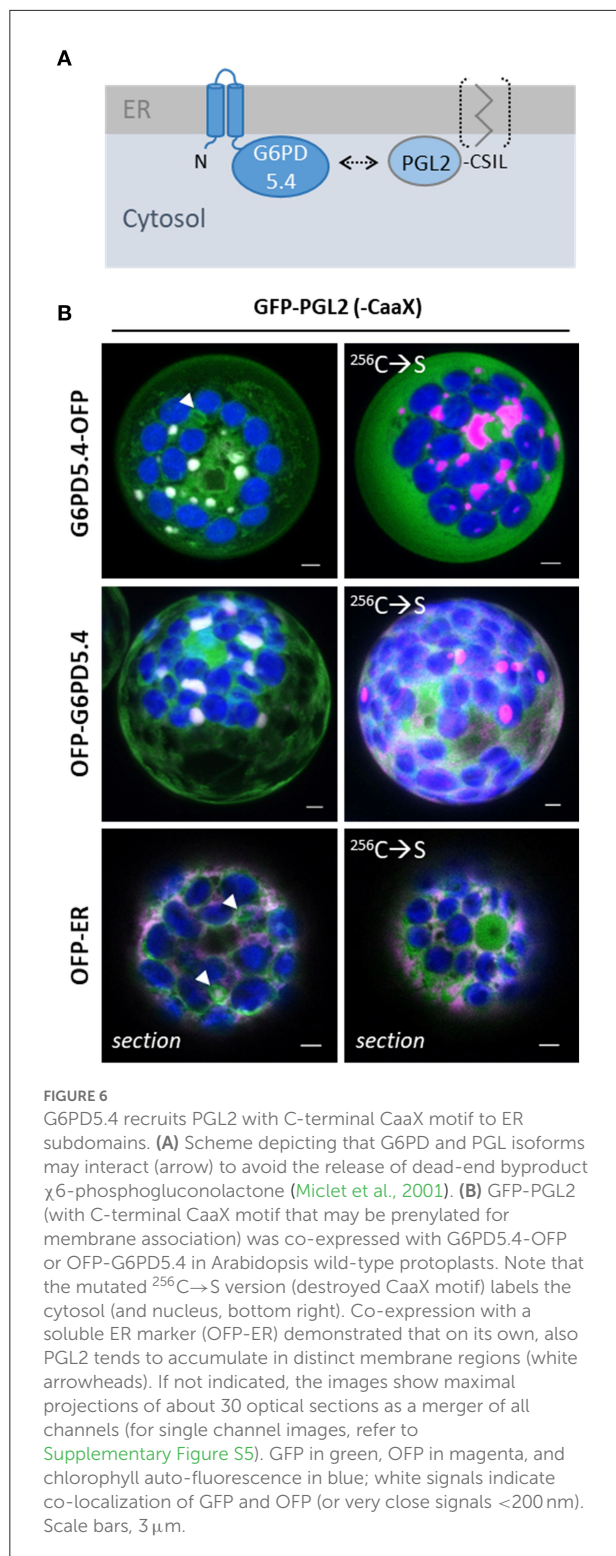 A
ER
N
G6PD
5.4
PGL2
-CSIL
Cytosol
B
GFP-PGL2 (-CaaX)
G6PD5.4-OFP
²⁵⁶C→S
OFP-G6PD5.4
²⁵⁶C→S
OFP-ER
section
²⁵⁶C→S
section
FIGURE 6
G6PD5.4 recruits PGL2 with C-terminal CaaX motif to ER
subdomains. (A) Scheme depicting that G6PD and PGL isoforms
may interact (arrow) to avoid the release of dead-end byproduct
χ6-phosphogluconolactone (Miclet et al., 2001). (B) GFP-PGL2
(with C-terminal CaaX motif that may be prenylated for
membrane association) was co-expressed with G6PD5.4-OFP
or OFP-G6PD5.4 in Arabidopsis wild-type protoplasts. Note that
the mutated ²⁵⁶C→S version (destroyed CaaX motif) labels the
cytosol (and nucleus, bottom right). Co-expression with a
soluble ER marker (OFP-ER) demonstrated that on its own, also
PGL2 tends to accumulate in distinct membrane regions (white
arrowheads). If not indicated, the images show maximal
projections of about 30 optical sections as a merger of all
channels (for single channel images, refer to
Supplementary Figure S5). GFP in green, OFP in magenta, and
chlorophyll auto-fluorescence in blue; white signals indicate
co-localization of GFP and OFP (or very close signals <200 nm).
Scale bars, 3 μm.